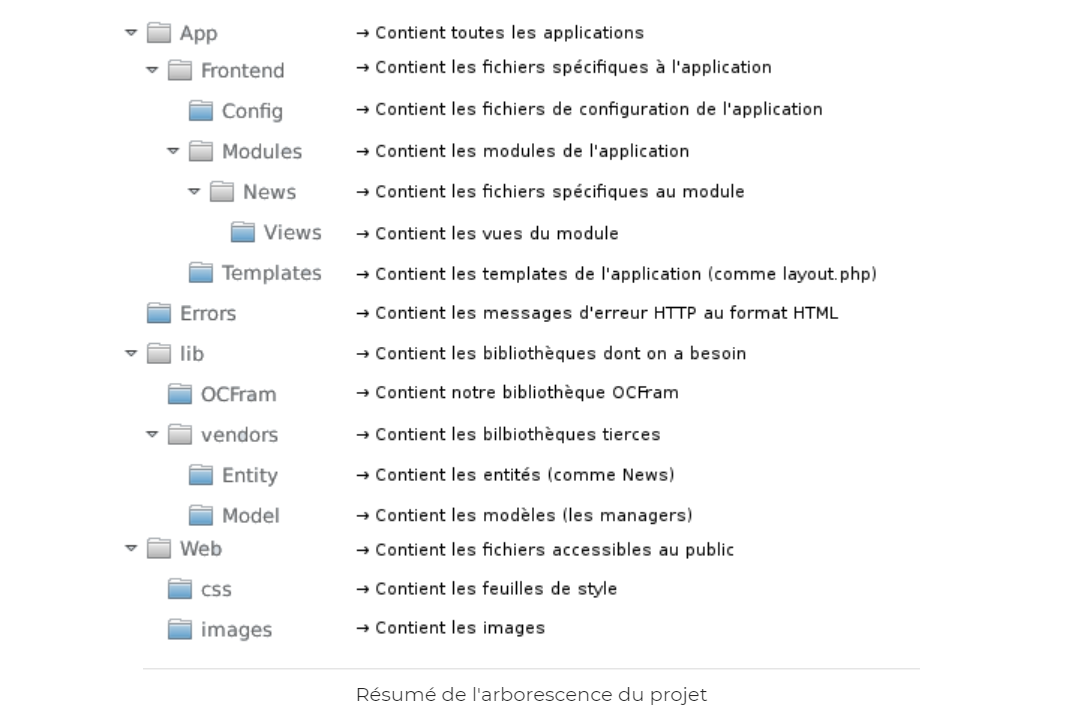 App → Contient toutes les applications
Frontend → Contient les fichiers spécifiques à l'application
Config → Contient les fichiers de configuration de l'application
Modules → Contient les modules de l'application
News → Contient les fichiers spécifiques au module
Views → Contient les vues du module
Templates → Contient les templates de l'application (comme layout.php)
Errors → Contient les messages d'erreur HTTP au format HTML
lib → Contient les bibliothèques dont on a besoin
OCFram → Contient notre bibliothèque OCFram
vendors → Contient les bilbiothèques tierces
Entity → Contient les entités (comme News)
Model → Contient les modèles (les managers)
Web → Contient les fichiers accessibles au public
css → Contient les feuilles de style
images → Contient les images
Résumé de l'arborescence du projet